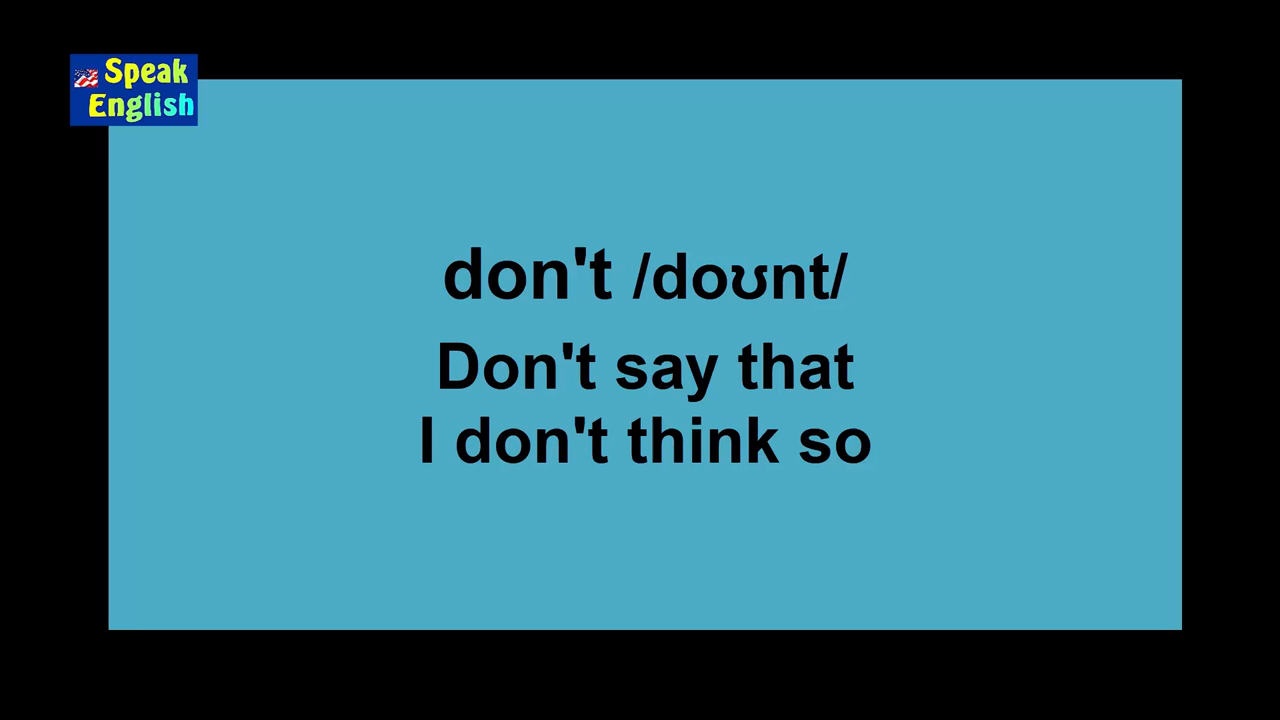 Speak
English
don't /doʊnt/
Don't say that
I don't think so